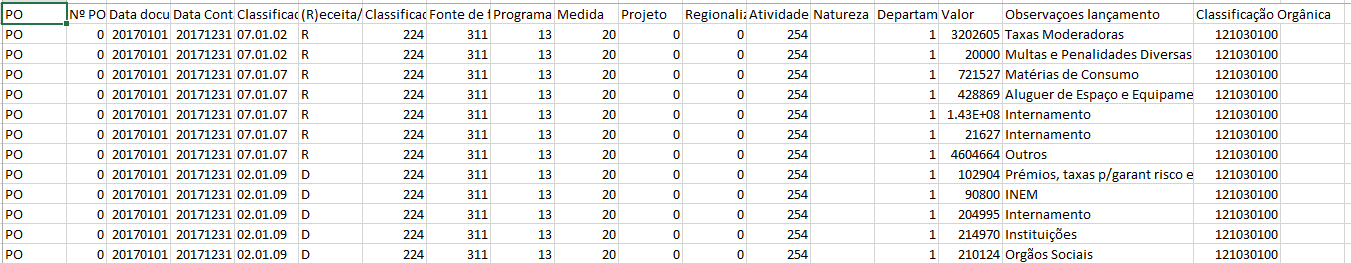 PO Nº PO Data docu Data Cont Classificac (R)eceita/ Classificac Fonte de f Programa Medida Projeto Regionaliz Atividade Natureza Departam Valor Observaçoes lançamento Classificação Orgânica
PO 0 20170101 20171231 07.01.02 R 224 311 13 20 0 0 254 1 3202605 Taxas Moderadoras 121030100
PO 0 20170101 20171231 07.01.02 R 224 311 13 20 0 0 254 1 20000 Multas e Penalidades Diversas 121030100
PO 0 20170101 20171231 07.01.07 R 224 311 13 20 0 0 254 1 721527 Matérias de Consumo 121030100
PO 0 20170101 20171231 07.01.07 R 224 311 13 20 0 0 254 1 428869 Aluguer de Espaço e Equipame 121030100
PO 0 20170101 20171231 07.01.07 R 224 311 13 20 0 0 254 1 1.43E+08 Internamento 121030100
PO 0 20170101 20171231 07.01.07 R 224 311 13 20 0 0 254 1 21627 Internamento 121030100
PO 0 20170101 20171231 07.01.07 R 224 311 13 20 0 0 254 1 4604664 Outros 121030100
PO 0 20170101 20171231 02.01.09 D 224 311 13 20 0 0 254 1 102904 Prémios, taxas p/garant risco e 121030100
PO 0 20170101 20171231 02.01.09 D 224 311 13 20 0 0 254 1 90800 INEM 121030100
PO 0 20170101 20171231 02.01.09 D 224 311 13 20 0 0 254 1 204995 Internamento 121030100
PO 0 20170101 20171231 02.01.09 D 224 311 13 20 0 0 254 1 214970 Instituições 121030100
PO 0 20170101 20171231 02.01.09 D 224 311 13 20 0 0 254 1 210124 Orgãos Sociais 121030100